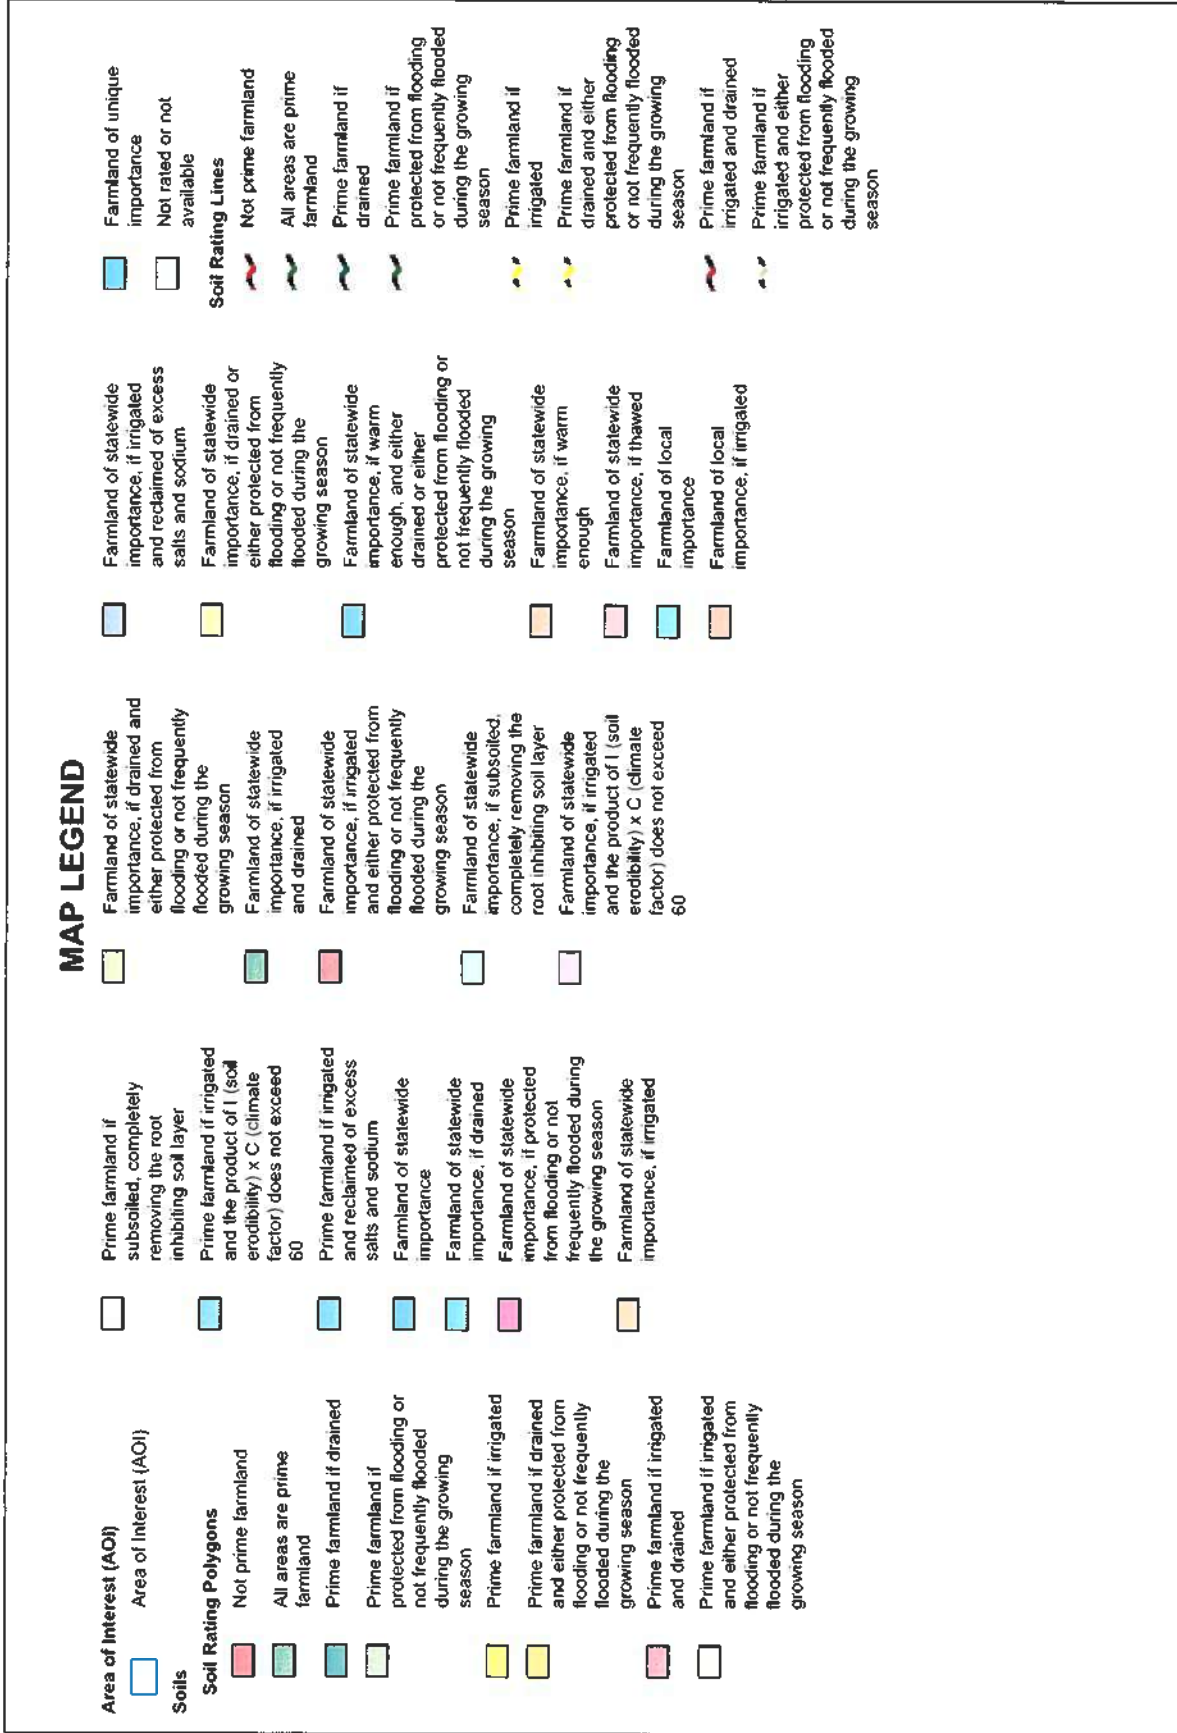 MAP LEGEND
Area of Interest (AOI)
Area of Interest (AOI)
Soils
Soil Rating Polygons
Not prime farmland
All areas are prime
farmland
Prime farmland if drained
Prime farmland if
protected from flooding or
not frequently flooded
during the growing
season
Prime farmland if irrigated
Prime farmland if drained
and either protected from
flooding or not frequently
flooded during the
growing season
Prime farmland if irrigated
and drained
Prime farmland if irrigated
and either protected from
flooding or not frequently
flooded during the
growing season
Prime farmland if
subsoiled, completely
removing the root
inhibiting soil layer
Prime farmland if irrigated
and the product of I (soil
erodibility) x C (climate
factor) does not exceed
60
Prime farmland if irrigated
and reclaimed of excess
salts and sodium
Farmland of statewide
importance
Farmland of statewide
importance, if drained
Farmland of statewide
importance, if protected
from flooding or not
frequently flooded during
the growing season
Farmland of statewide
importance, if irrigated
Farmland of statewide
importance, if drained and
either protected from
flooding or not frequently
flooded during the
growing season
Farmland of statewide
importance, if irrigated
and drained
Farmland of statewide
importance, if irrigated
and either protected from
flooding or not frequently
flooded during the
growing season
Farmland of statewide
importance, if subsoiled,
completely removing the
root inhibiting soil layer
Farmland of statewide
importance, if irrigated
and the product of I (soil
erodibility) x C (climate
factor) does not exceed
60
Farmland of statewide
importance, if irrigated
and reclaimed of excess
salts and sodium
Farmland of statewide
importance, if drained or
either protected from
flooding or not frequently
flooded during the
growing season
Farmland of statewide
importance, if warm
enough, and either
drained or either
protected from flooding or
not frequently flooded
during the growing
season
Farmland of statewide
importance, if warm
enough
Farmland of statewide
importance, if thawed
Farmland of local
importance
Farmland of local
importance, if irrigated
Farmland of unique
importance
Not rated or not
available
Soil Rating Lines
Not prime farmland
All areas are prime
farmland
Prime farmland if
drained
Prime farmland if
protected from flooding
or not frequently flooded
during the growing
season
Prime farmland if
irrigated
Prime farmland if
drained and either
protected from flooding
or not frequently flooded
during the growing
season
Prime farmland if
irrigated and drained
Prime farmland if
irrigated and either
protected from flooding
or not frequently flooded
during the growing
season